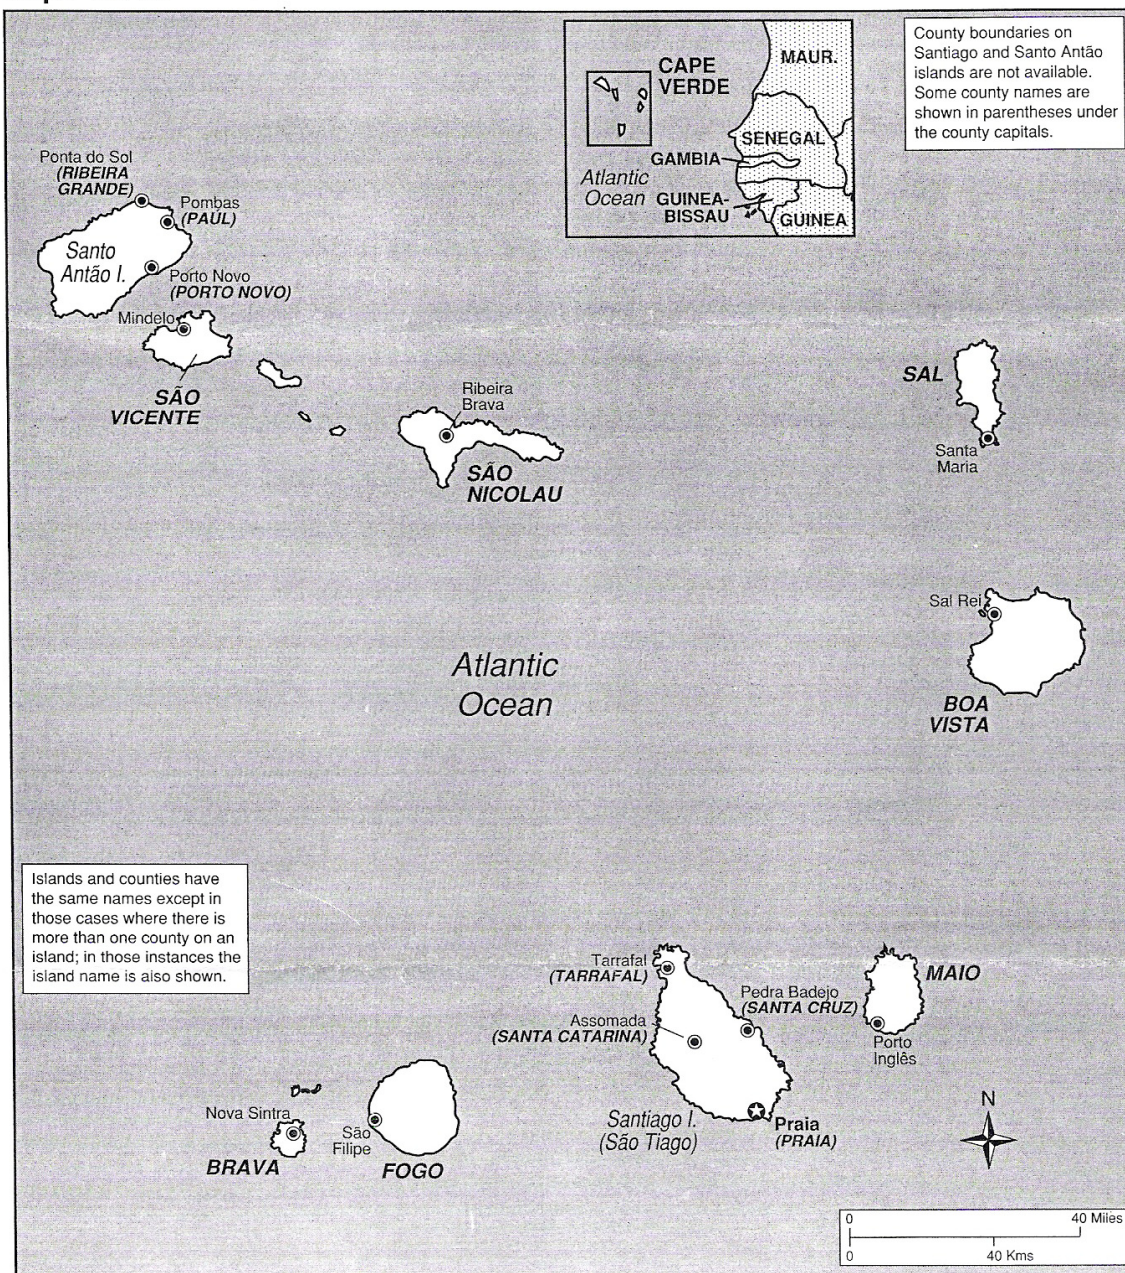 County boundaries on
Santiago and Santo Antão
islands are not available.
Some county names are
shown in parentheses under
the county capitals.
CAPE
VERDE
MAUR.
SENEGAL
GAMBIA
Atlantic
Ocean
GUINEA-
BISSAU
GUINEA
Ponta do Sol
(RIBEIRA
GRANDE)
Pombas
(PAÚL)
Santo
Antão I.
Porto Novo
(PORTO NOVO)
Mindelo
SÃO
VICENTE
Ribeira
Brava
SÃO
NICOLAU
SAL
Santa
Maria
Sal Rei
BOA
VISTA
Atlantic
Ocean
Islands and counties have
the same names except in
those cases where there is
more than one county on an
island; in those instances the
island name is also shown.
Tarrafal
(TARRAFAL)
Pedra Badejo
(SANTA CRUZ)
Assomada
(SANTA CATARINA)
MAIO
Porto
Inglês
Santiago I.
(São Tiago)
Praia
(PRAIA)
Nova Sintra
BRAVA
São
Filipe
FOGO
N
0 40 Miles
0 40 Kms